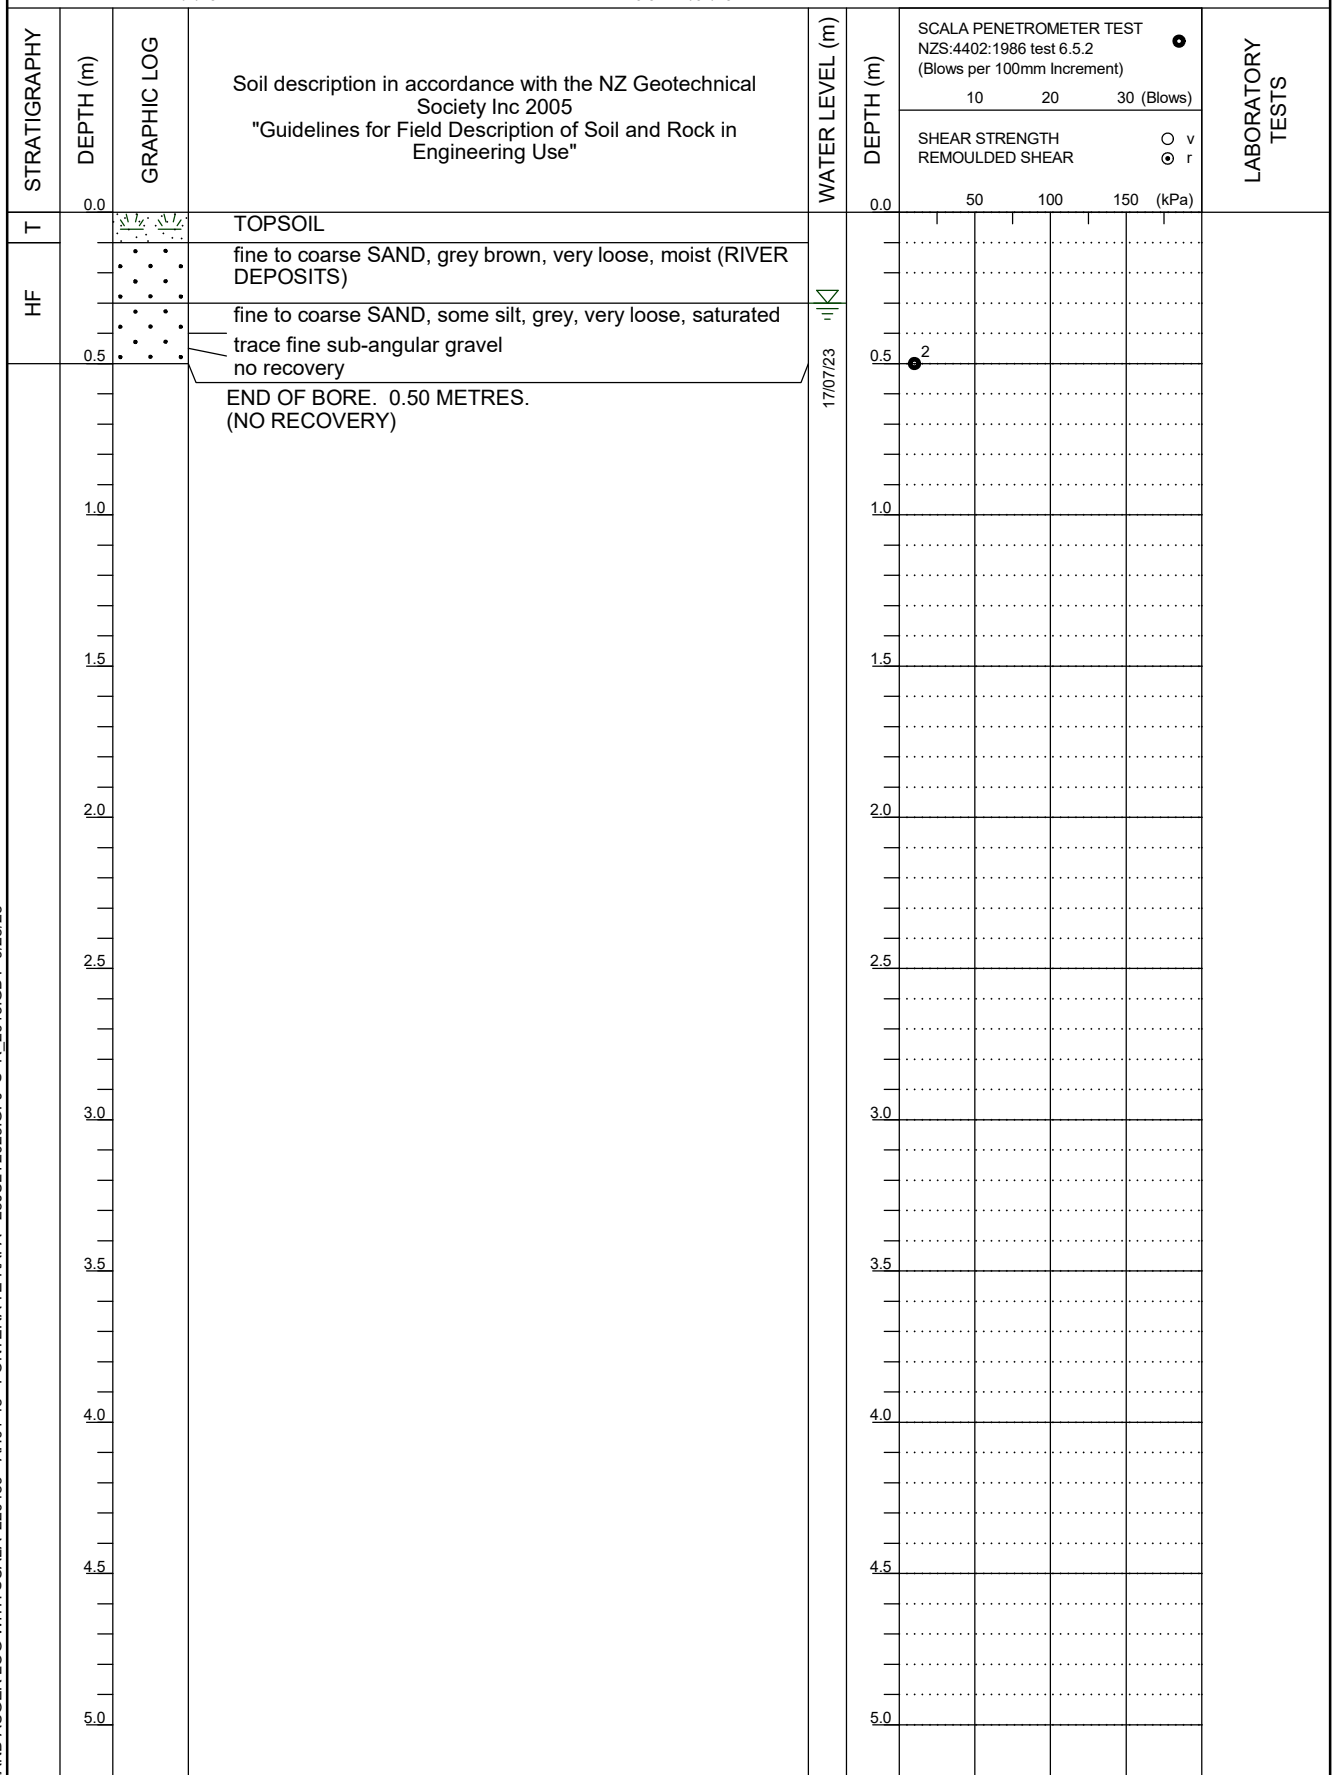 STRATIGRAPHY
DEPTH (m)
GRAPHIC LOG
Soil description in accordance with the NZ Geotechnical
Society Inc 2005
"Guidelines for Field Description of Soil and Rock in
Engineering Use"
WATER LEVEL (m)
DEPTH (m)
SCALA PENETROMETER TEST
NZS:4402:1986 test 6.5.2
(Blows per 100mm Increment)
10 20 30 (Blows)
SHEAR STRENGTH v
REMOULDED SHEAR r
50 100 150 (kPa)
LABORATORY
TESTS
0.0 0.0
T
TOPSOIL
HF
fine to coarse SAND, grey brown, very loose, moist (RIVER
DEPOSITS)
fine to coarse SAND, some silt, grey, very loose, saturated
trace fine sub-angular gravel
no recovery
0.5 0.5 2
17/07/23
END OF BORE. 0.50 METRES.
(NO RECOVERY)
1.0 1.0
1.5 1.5
2.0 2.0
2.5 2.5
3.0 3.0
3.5 3.5
4.0 4.0
4.5 4.5
5.0 5.0